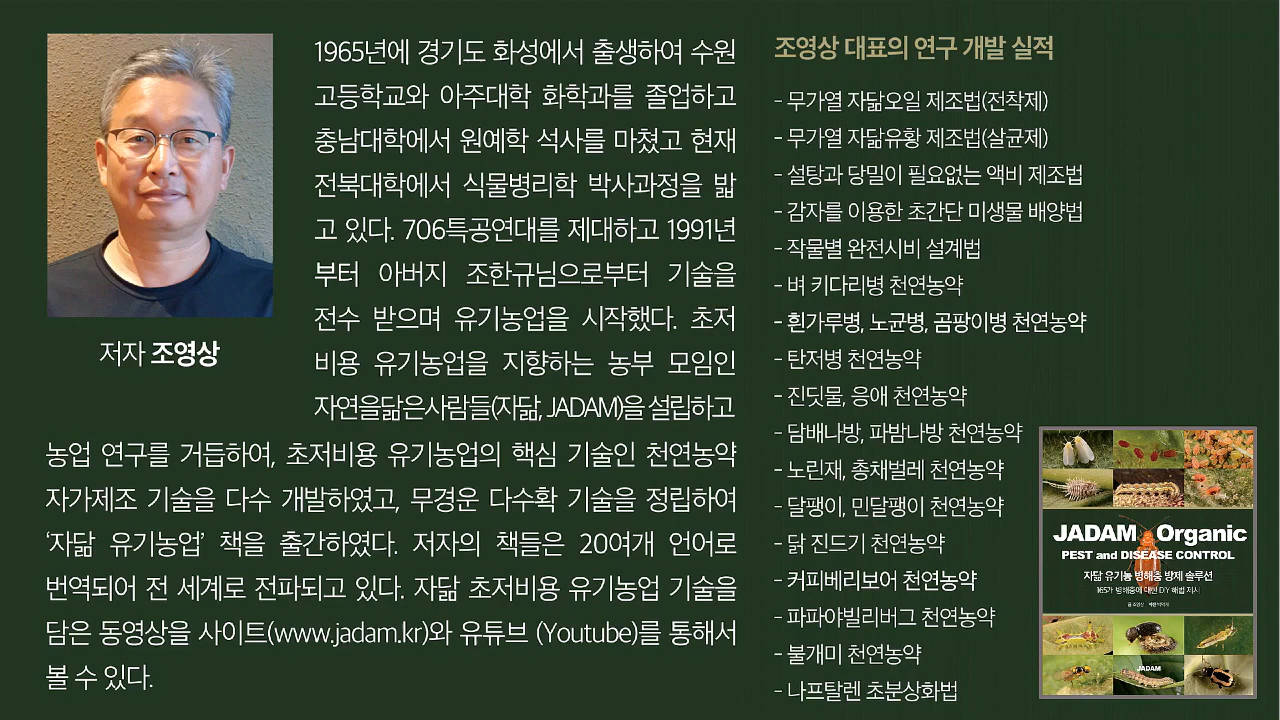 저자 조영상
1965년에 경기도 화성에서 출생하여 수원
고등학교와 아주대학 화학과를 졸업하고
충남대학에서 원예학 석사를 마쳤고 현재
전북대학에서 식물병리학 박사과정을 밟
고 있다. 706특공연대를 제대하고 1991년
부터 아버지 조한규님으로부터 기술을
전수 받으며 유기농업을 시작했다. 초저
비용 유기농업을 지향하는 농부 모임인
자연을닮은사람들(자닮, JADAM)을 설립하고
농업 연구를 거듭하여, 초저비용 유기농업의 핵심 기술인 천연농약
자가제조 기술을 다수 개발하였고, 무경운 다수확 기술을 정립하여
‘자닮 유기농업’ 책을 출간하였다. 저자의 책들은 20여개 언어로
번역되어 전 세계로 전파되고 있다. 자닮 초저비용 유기농업 기술을
담은 동영상을 사이트(www.jadam.kr)와 유튜브 (Youtube)를 통해서
볼 수 있다.
조영상 대표의 연구 개발 실적
- 무가열 자닮오일 제조법(전착제)
- 무가열 자닮유황 제조법(살균제)
- 설탕과 당밀이 필요없는 액비 제조법
- 감자를 이용한 초간단 미생물 배양법
- 작물별 완전시비 설계법
- 벼 키다리병 천연농약
- 흰가루병, 노균병, 곰팡이병 천연농약
- 탄저병 천연농약
- 진딧물, 응애 천연농약
- 담배나방, 파밤나방 천연농약
- 노린재, 총채벌레 천연농약
- 달팽이, 민달팽이 천연농약
- 닭 진드기 천연농약
- 커피베리보어 천연농약
- 파파야빌리버그 천연농약
- 불개미 천연농약
- 나프탈렌 초분상화법
JADAM Organic
PEST and DISEASE CONTROL
자닮 유기농 병해충 방제 솔루션
165가 병해충에 대한 DIY 해법 제시
JADAM